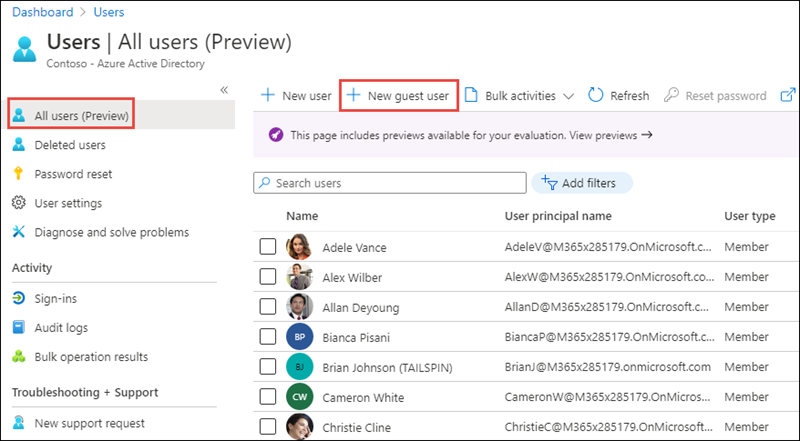 Dashboard > Users
Users | All users (Preview)
Contoso - Azure Active Directory
«
All users (Preview)
Deleted users
Password reset
User settings
Diagnose and solve problems
Activity
Sign-ins
Audit logs
Bulk operation results
Troubleshooting + Support
New support request
+ New user + New guest user Bulk activities Refresh Reset password
This page includes previews available for your evaluation. View previews →
Search users Add filters
Name User principal name User type
Adele Vance AdeleV@M365x285179.OnMicrosoft.c... Member
Alex Wilber AlexW@M365x285179.OnMicrosoft.c... Member
Allan Deyoung AllanD@M365x285179.OnMicrosoft.c... Member
BP Bianca Pisani BiancaP@M365x285179.OnMicrosoft.c... Member
BJ Brian Johnson (TAILSPIN) BrianJ@M365x285179.onmicrosoft.com Member
CW Cameron White CameronW@M365x285179.OnMicrosoft.c... Member
Christie Cline ChristieC@M365x285179.OnMicrosoft.c... Member